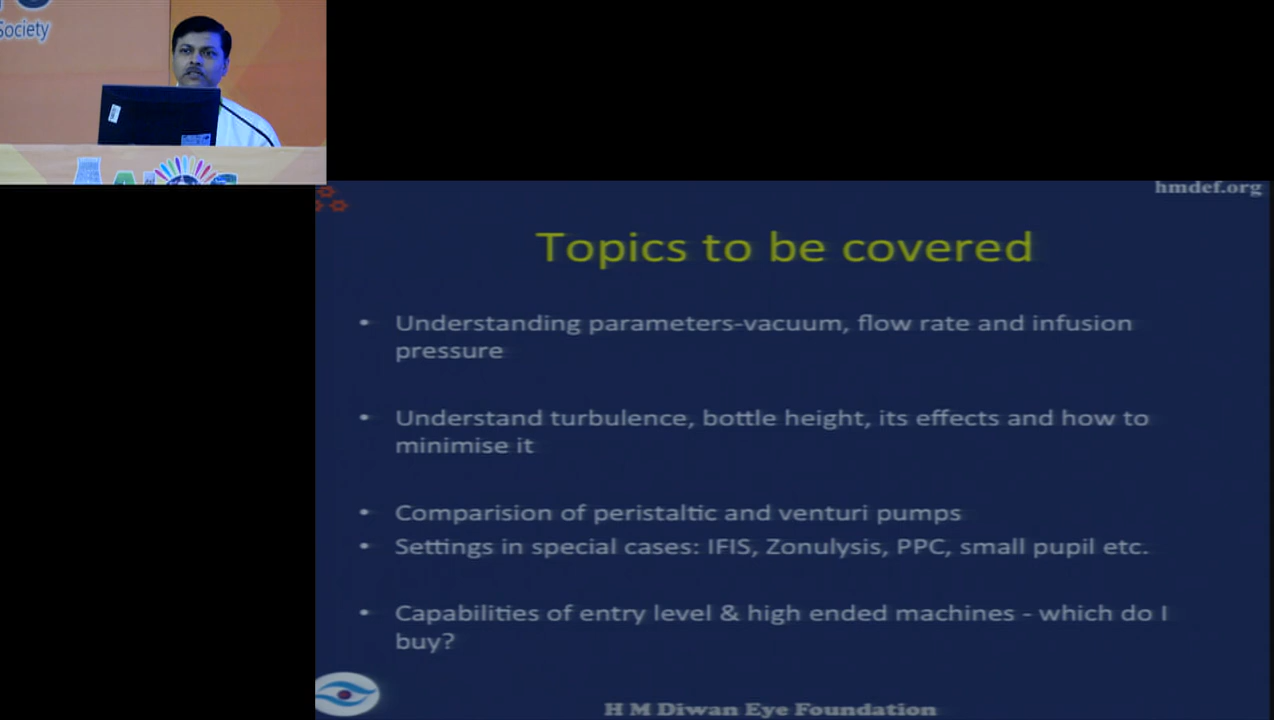 Society
hmdef.org
Topics to be covered
• Understanding parameters-vacuum, flow rate and infusion
pressure
• Understand turbulence, bottle height, its effects and how to
minimise it
• Comparision of peristaltic and venturi pumps
• Settings in special cases: IFIS, Zonulysis, PPC, small pupil etc.
• Capabilities of entry level & high ended machines - which do I
buy?
H M Diwan Eye Foundation